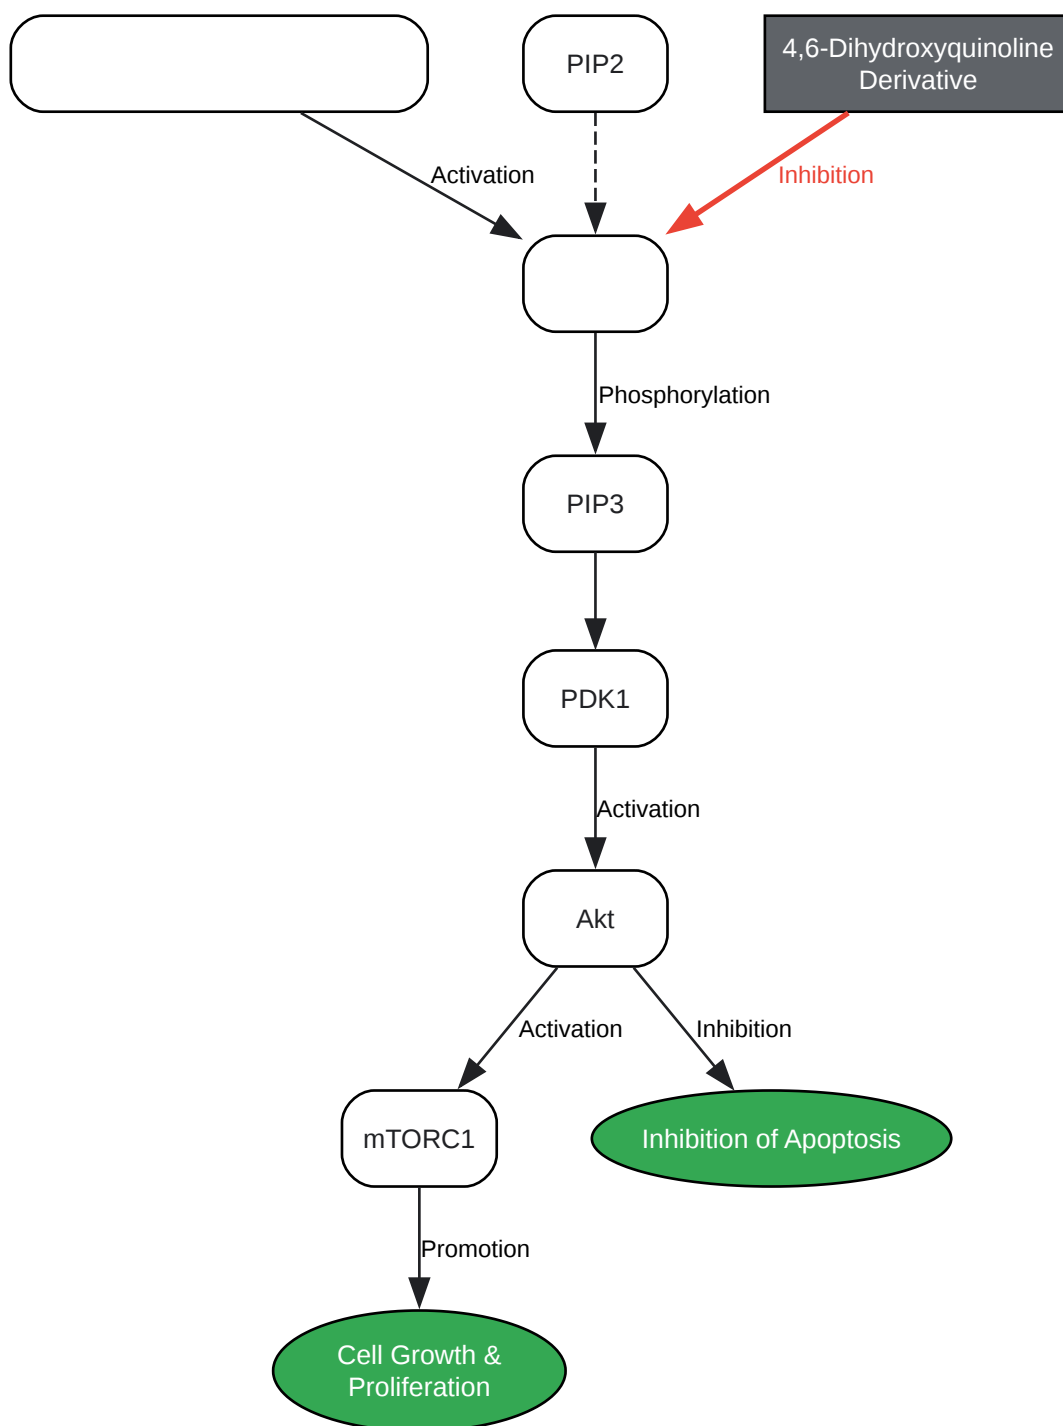 PIP2
4,6-Dihydroxyquinoline
Derivative
Activation
Inhibition
Phosphorylation
PIP3
PDK1
Activation
Akt
Activation
Inhibition
mTORC1
Inhibition of Apoptosis
Promotion
Cell Growth &
Proliferation